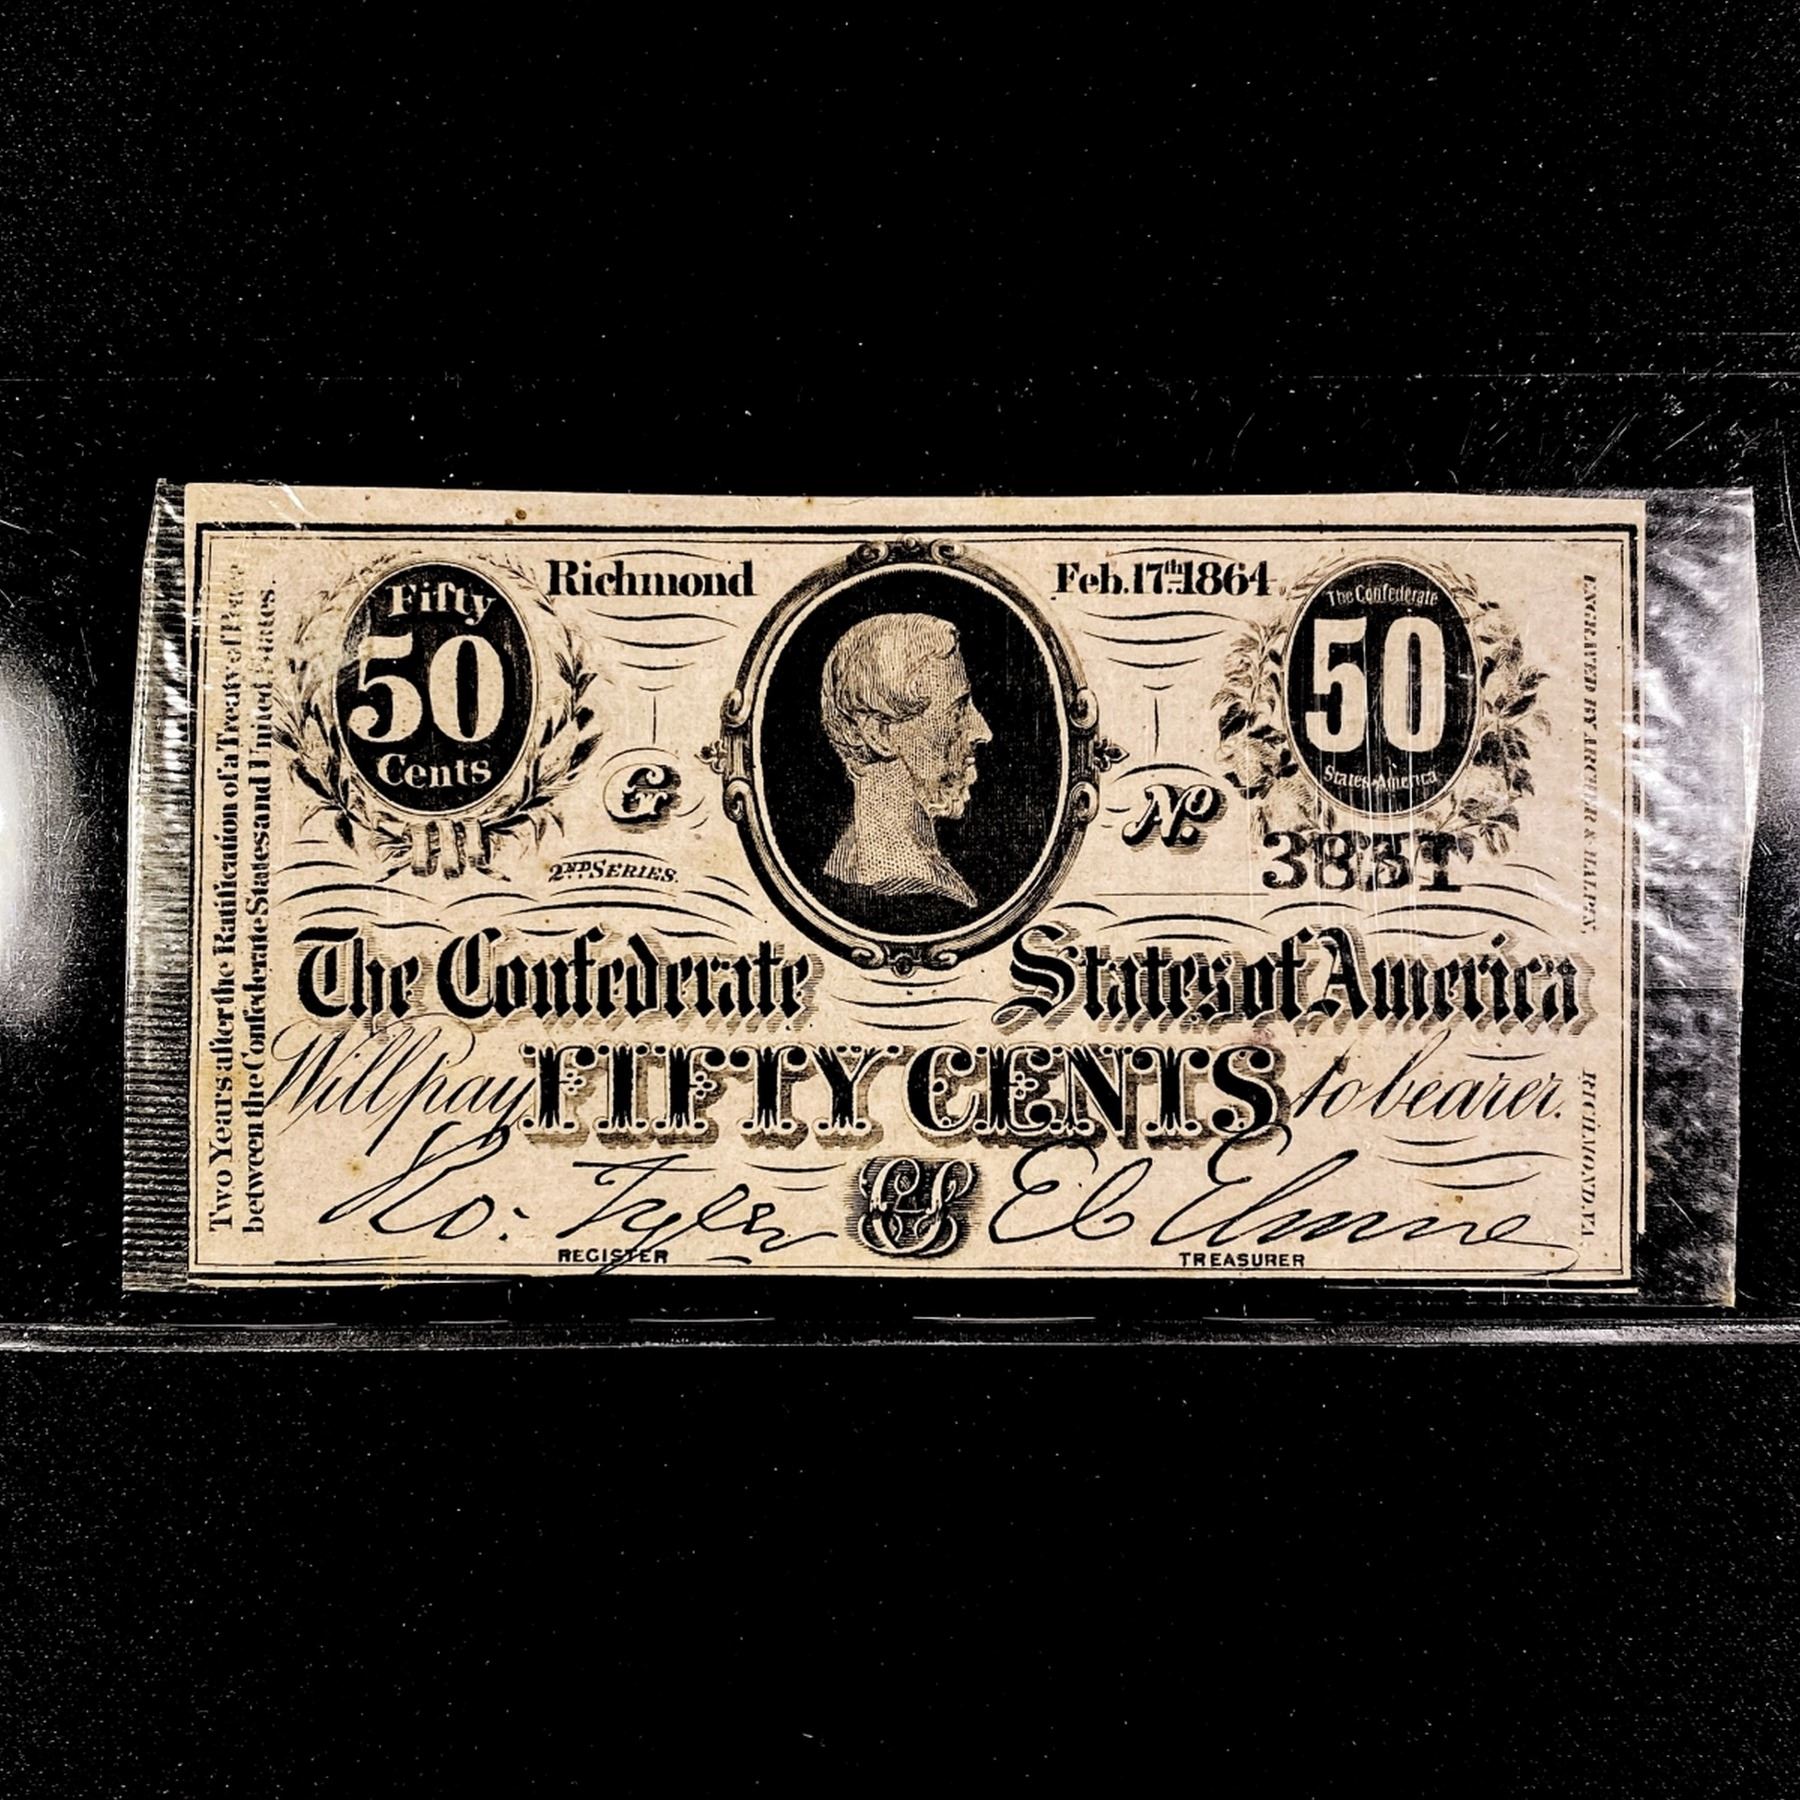 Two Years after the Ratification of a Treaty of Peace
between the Confederate States and United States.
Fifty
50
Cents
Richmond
Feb. 17th 1864
The Confederate
50
States America
G
No
2ND SERIES.
The Confederate States of America
Will pay FIFTY CENTS to bearer.
Ro: Tyler
REGISTER
CS
E C Elmore
TREASURER
ENGRAVED BY ARCHER & HALPIN,
RICHMOND, VA.